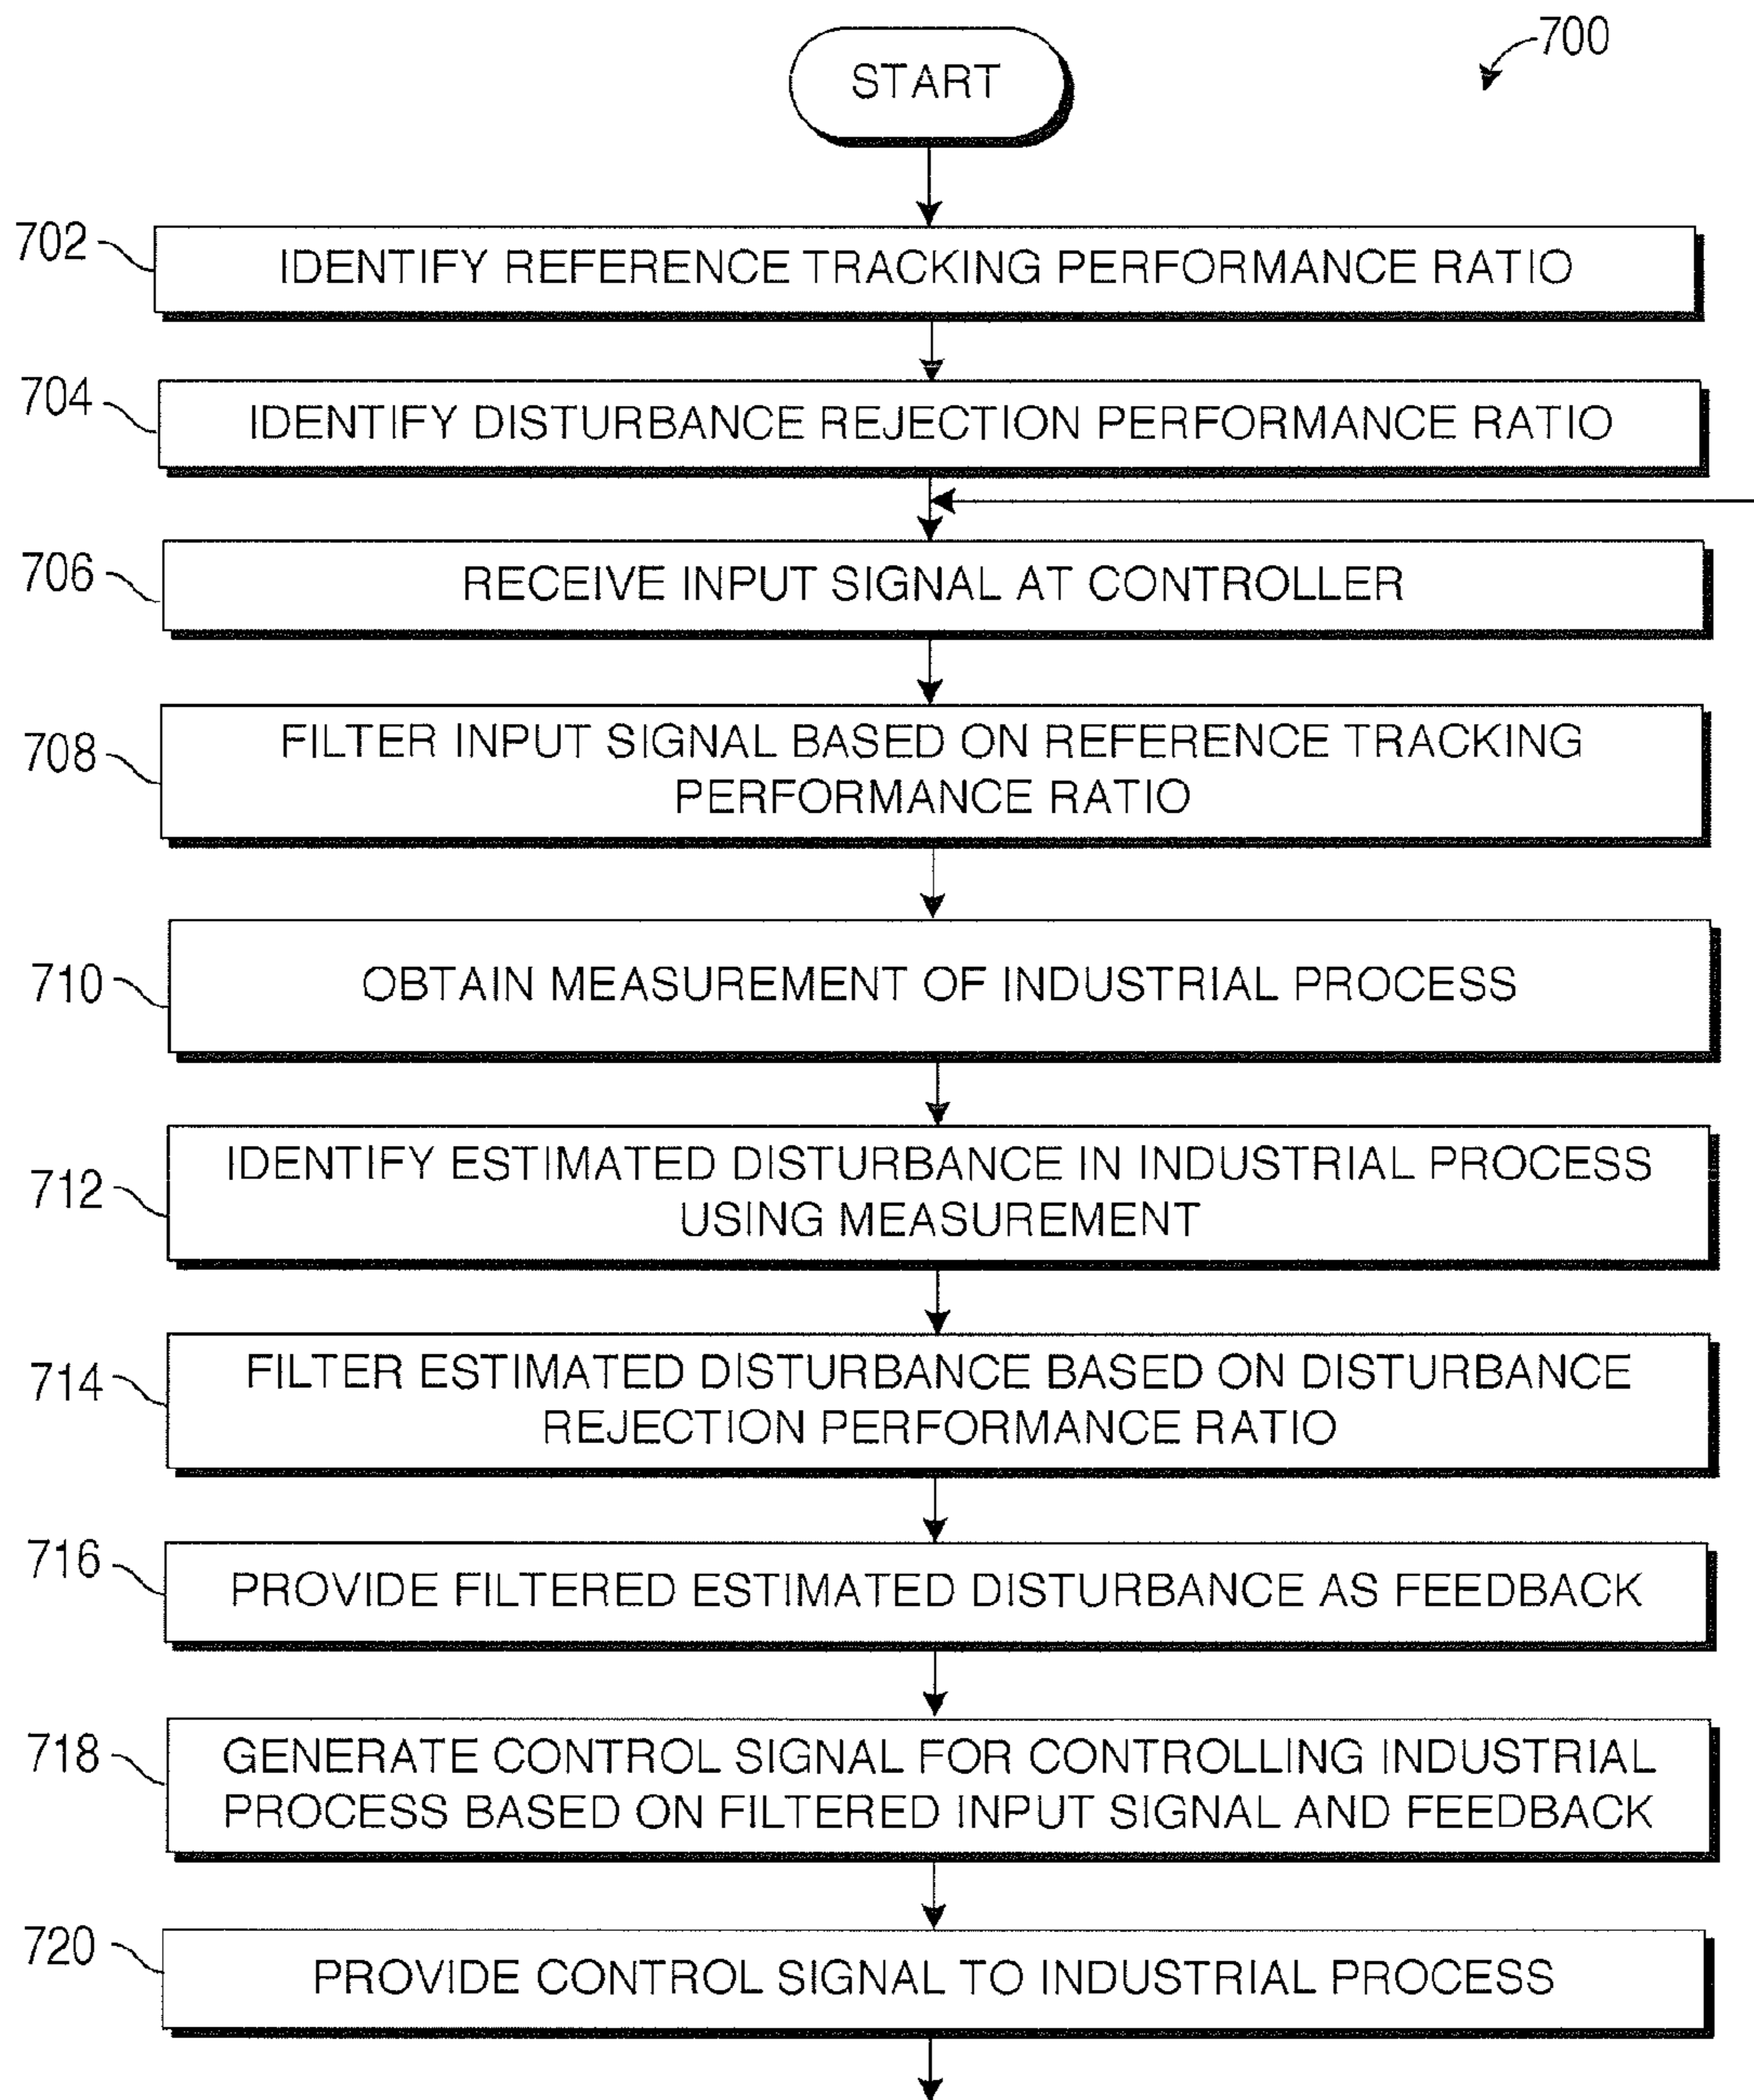 700
START
702
IDENTIFY REFERENCE TRACKING PERFORMANCE RATIO
704
IDENTIFY DISTURBANCE REJECTION PERFORMANCE RATIO
706
RECEIVE INPUT SIGNAL AT CONTROLLER
708
FILTER INPUT SIGNAL BASED ON REFERENCE TRACKING
PERFORMANCE RATIO
710
OBTAIN MEASUREMENT OF INDUSTRIAL PROCESS
712
IDENTIFY ESTIMATED DISTURBANCE IN INDUSTRIAL PROCESS
USING MEASUREMENT
714
FILTER ESTIMATED DISTURBANCE BASED ON DISTURBANCE
REJECTION PERFORMANCE RATIO
716
PROVIDE FILTERED ESTIMATED DISTURBANCE AS FEEDBACK
718
GENERATE CONTROL SIGNAL FOR CONTROLLING INDUSTRIAL
PROCESS BASED ON FILTERED INPUT SIGNAL AND FEEDBACK
720
PROVIDE CONTROL SIGNAL TO INDUSTRIAL PROCESS